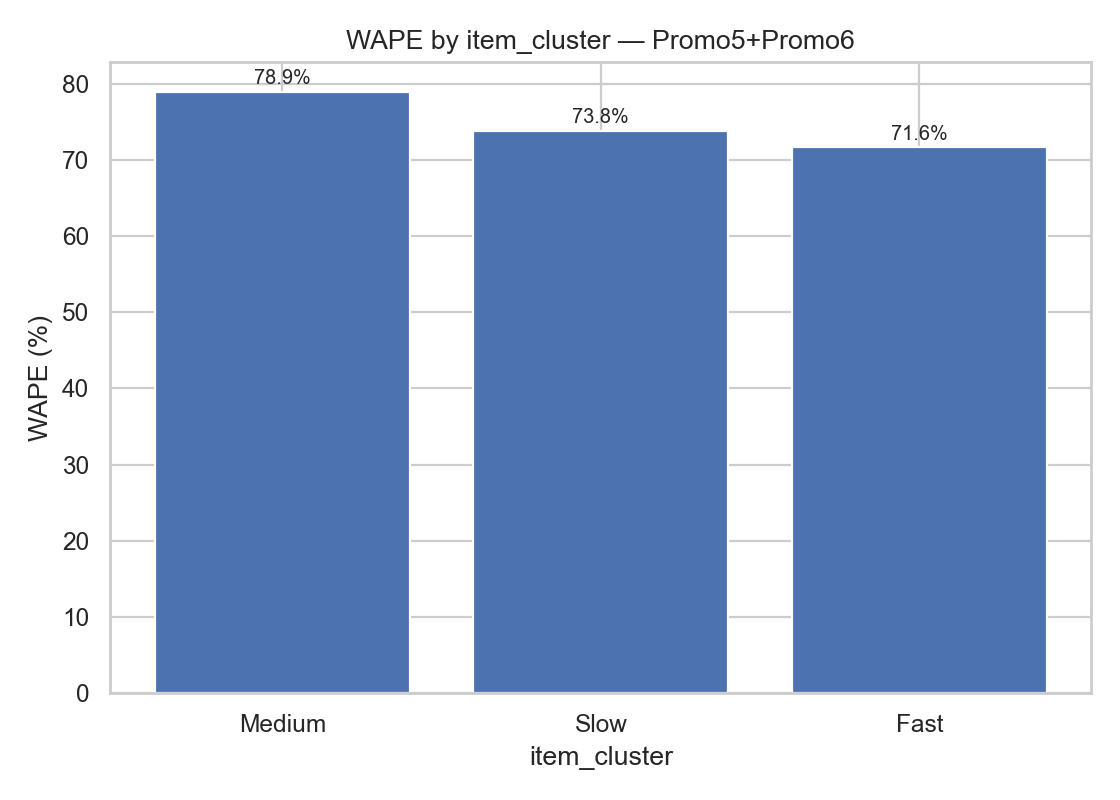 WAPE by item_cluster — Promo5+Promo6
WAPE (%)
80
70
60
50
40
30
20
10
0
78.9%
73.8%
71.6%
Medium
Slow
Fast
item_cluster